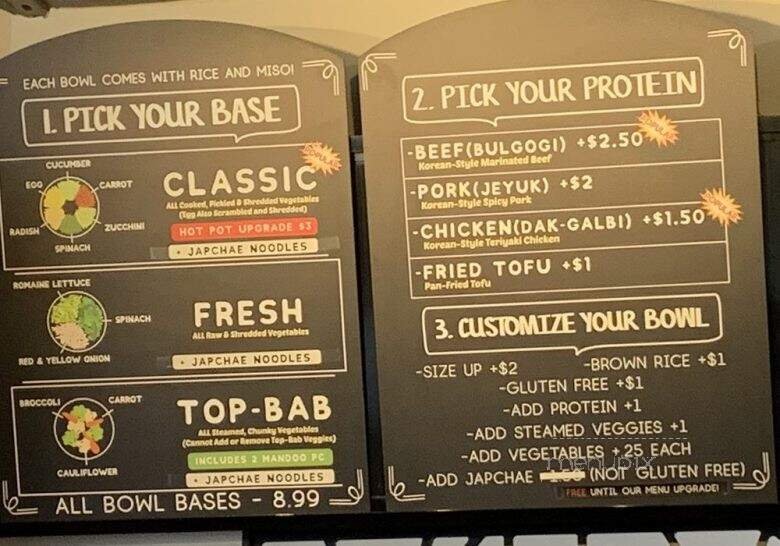 EACH BOWL COMES WITH RICE AND MISO!
1. PICK YOUR BASE
CUCUMBER
EGG
CARROT
RADISH
ZUCCHINI
SPINACH
CLASSIC
ALL Cooked, Pickled & Shredded Vegetables
(Egg Also Scrambled and Shredded)
HOT POT UPGRADE $3
+ JAPCHAE NOODLES
ROMAINE LETTUCE
SPINACH
RED & YELLOW ONION
FRESH
ALL Raw & Shredded Vegetables
+ JAPCHAE NOODLES
BROCCOLI
CARROT
CAULIFLOWER
TOP-BAB
ALL Steamed, Chunky Vegetables
(Cannot Add or Remove Top-Bab Veggies)
INCLUDES 2 MANDOO PC
+ JAPCHAE NOODLES
ALL BOWL BASES - 8.99
2. PICK YOUR PROTEIN
-BEEF(BULGOGI) +$2.50
Korean-Style Marinated Beef
-PORK(JEYUK) +$2
Korean-Style Spicy Pork
-CHICKEN(DAK-GALBI) +$1.50
Korean-Style Teriyaki Chicken
-FRIED TOFU +$1
Pan-Fried Tofu
3. CUSTOMIZE YOUR BOWL
-SIZE UP +$2 -BROWN RICE +$1
-GLUTEN FREE +$1
-ADD PROTEIN +1
-ADD STEAMED VEGGIES +1
-ADD VEGETABLES +.25 EACH
-ADD JAPCHAE (NOT GLUTEN FREE)
FREE UNTIL OUR MENU UPGRADE!
menupix